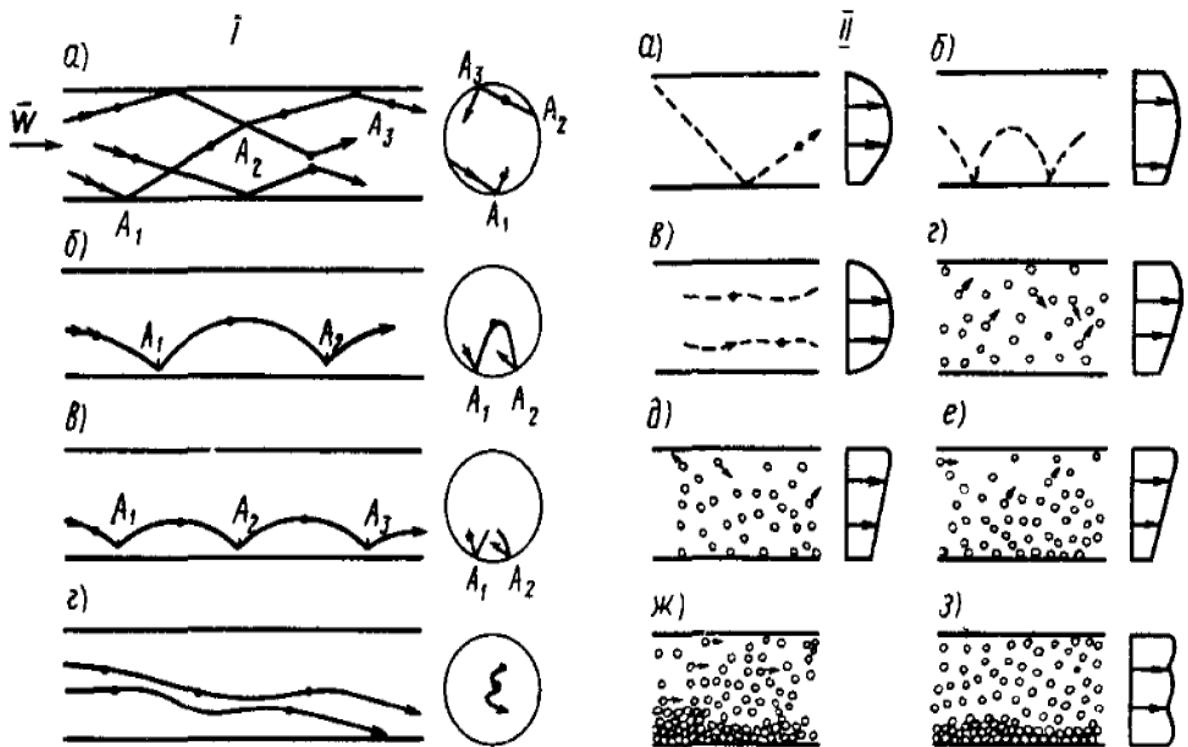 I II
а)
W̄
A₁ A₂ A₃
A₃ A₂
A₁
б)
A₁ A₂
A₁ A₂
в)
A₁ A₂ A₃
A₁ A₂
г)
а) б)
в) г)
д) е)
ж) з)